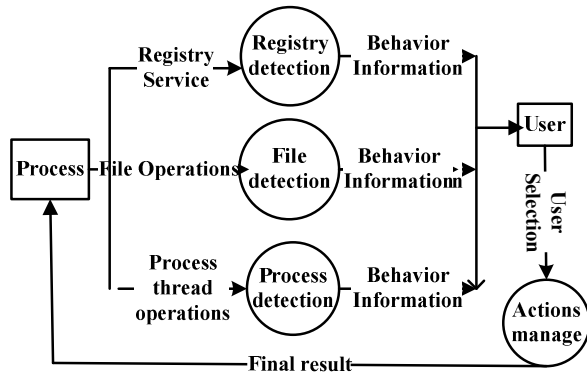 Registry
Service
Registry
detection
Behavior
Information
Process
File Operations
File
detection
Behavior
Information
User
User
Selection
Process
thread
operations
Process
detection
Behavior
Information
Actions
manage
Final result